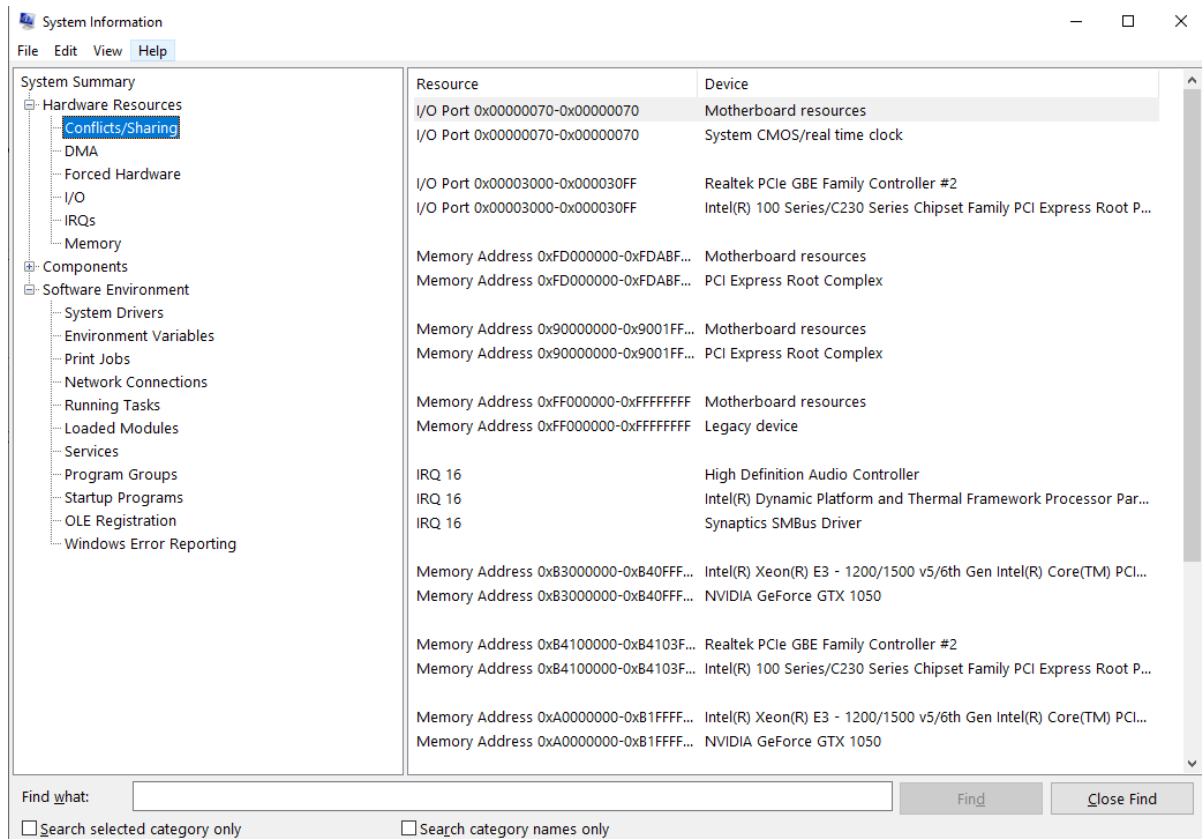 System Information
File Edit View Help
System Summary
Hardware Resources
Conflicts/Sharing
DMA
Forced Hardware
I/O
IRQs
Memory
Components
Software Environment
System Drivers
Environment Variables
Print Jobs
Network Connections
Running Tasks
Loaded Modules
Services
Program Groups
Startup Programs
OLE Registration
Windows Error Reporting
Resource Device
I/O Port 0x00000070-0x00000070 Motherboard resources
I/O Port 0x00000070-0x00000070 System CMOS/real time clock
I/O Port 0x00003000-0x000030FF Realtek PCIe GBE Family Controller #2
I/O Port 0x00003000-0x000030FF Intel(R) 100 Series/C230 Series Chipset Family PCI Express Root P...
Memory Address 0xFD000000-0xFDABF... Motherboard resources
Memory Address 0xFD000000-0xFDABF... PCI Express Root Complex
Memory Address 0x90000000-0x9001FF... Motherboard resources
Memory Address 0x90000000-0x9001FF... PCI Express Root Complex
Memory Address 0xFF000000-0xFFFFFFFF Motherboard resources
Memory Address 0xFF000000-0xFFFFFFFF Legacy device
IRQ 16 High Definition Audio Controller
IRQ 16 Intel(R) Dynamic Platform and Thermal Framework Processor Par...
IRQ 16 Synaptics SMBus Driver
Memory Address 0xB3000000-0xB40FFF... Intel(R) Xeon(R) E3 - 1200/1500 v5/6th Gen Intel(R) Core(TM) PCI...
Memory Address 0xB3000000-0xB40FFF... NVIDIA GeForce GTX 1050
Memory Address 0xB4100000-0xB4103F... Realtek PCIe GBE Family Controller #2
Memory Address 0xB4100000-0xB4103F... Intel(R) 100 Series/C230 Series Chipset Family PCI Express Root P...
Memory Address 0xA0000000-0xB1FFFF... Intel(R) Xeon(R) E3 - 1200/1500 v5/6th Gen Intel(R) Core(TM) PCI...
Memory Address 0xA0000000-0xB1FFFF... NVIDIA GeForce GTX 1050
Find what: Find Close Find
Search selected category only Search category names only